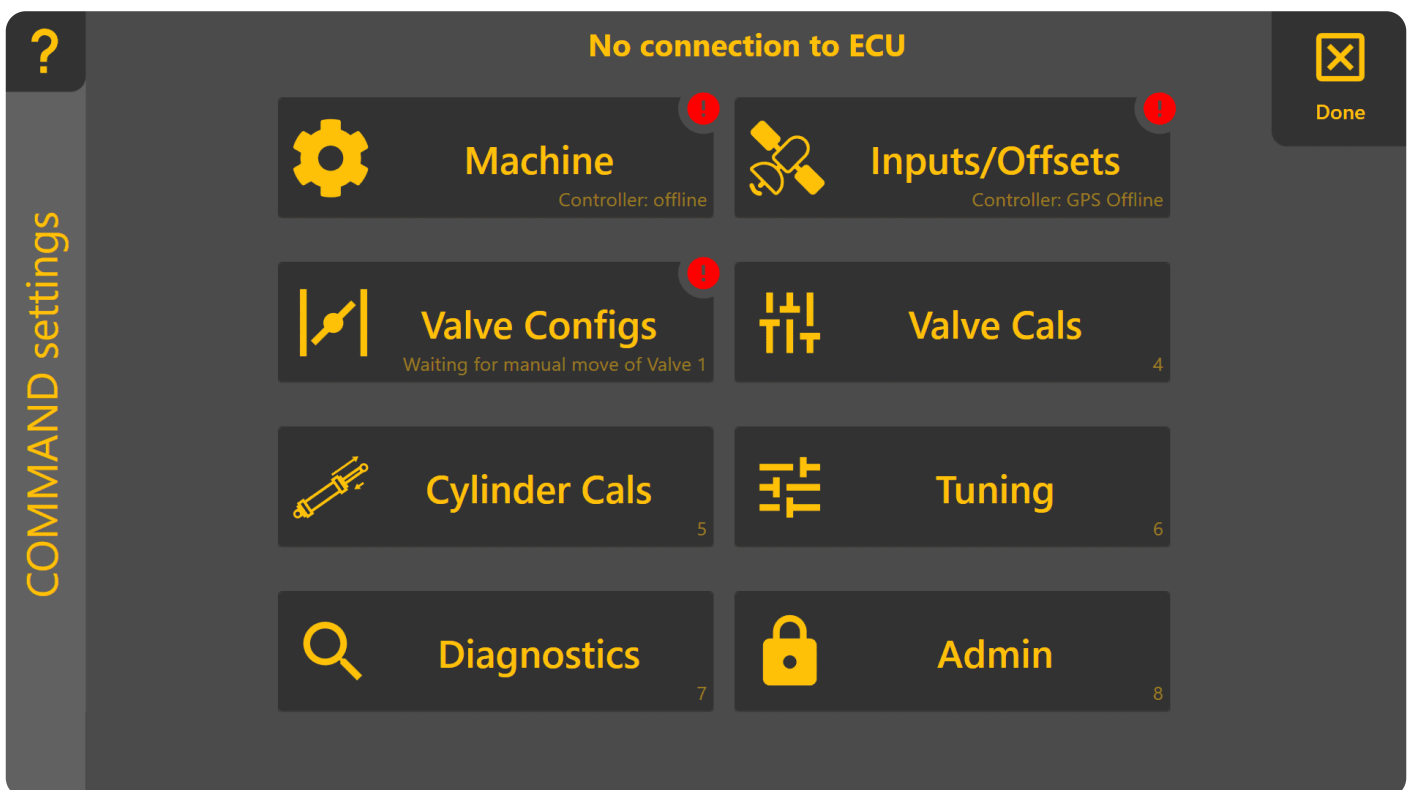 ?
No connection to ECU
Done
COMMAND settings
Machine
Controller: offline
Inputs/Offsets
Controller: GPS Offline
Valve Configs
Waiting for manual move of Valve 1
Valve Cals
4
Cylinder Cals
5
Tuning
6
Diagnostics
7
Admin
8